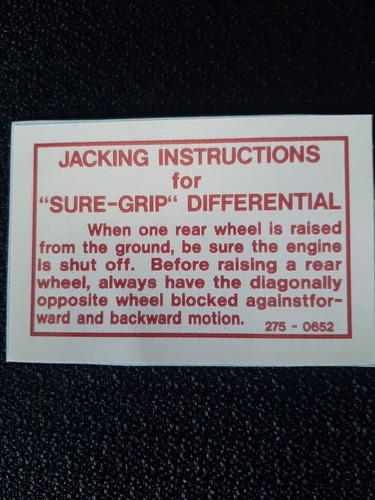 JACKING INSTRUCTIONS
for
“SURE-GRIP“ DIFFERENTIAL
When one rear wheel is raised
from the ground, be sure the engine
is shut off. Before raising a rear
wheel, always have the diagonally
opposite wheel blocked againstfor-
ward and backward motion. 275 - 0652